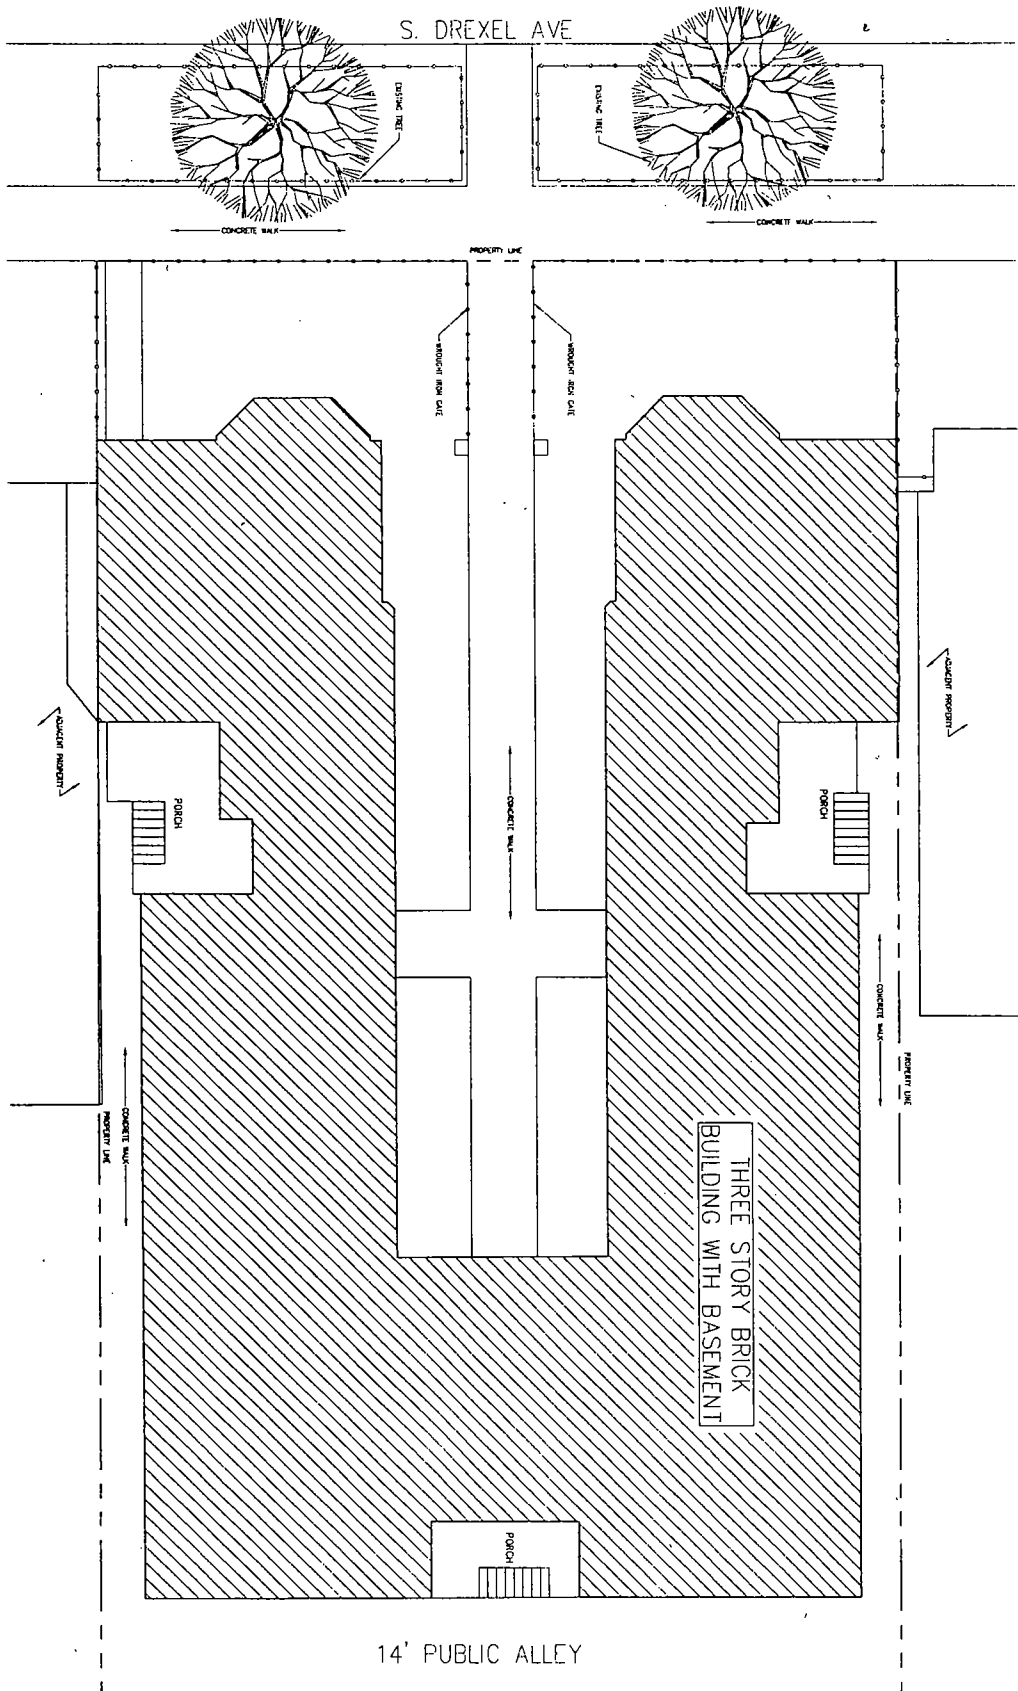 S. DREXEL AVE
EXISTING TREE
EXISTING TREE
CONCRETE WALK
CONCRETE WALK
PROPERTY LINE
WROUGHT IRON GATE
WROUGHT IRON GATE
ADJACENT PROPERTY
ADJACENT PROPERTY
PORCH
CONCRETE WALK
PORCH
CONCRETE WALK
PROPERTY LINE
PROPERTY LINE
CONCRETE WALK
THREE STORY BRICK
BUILDING WITH BASEMENT
PORCH
14' PUBLIC ALLEY